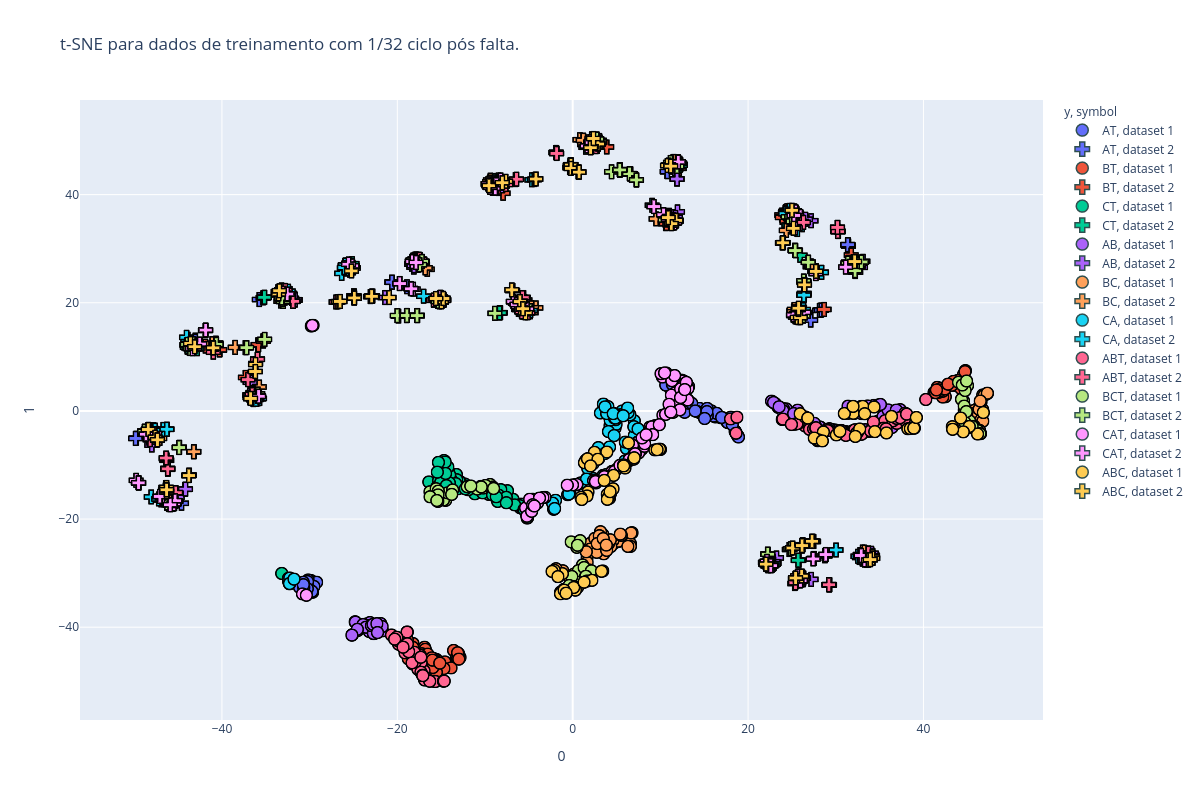 t-SNE para dados de treinamento com 1/32 ciclo pós falta.
y, symbol
AT, dataset 1
AT, dataset 2
BT, dataset 1
BT, dataset 2
CT, dataset 1
CT, dataset 2
AB, dataset 1
AB, dataset 2
BC, dataset 1
BC, dataset 2
CA, dataset 1
CA, dataset 2
ABT, dataset 1
ABT, dataset 2
BCT, dataset 1
BCT, dataset 2
CAT, dataset 1
CAT, dataset 2
ABC, dataset 1
ABC, dataset 2
40
20
0
−20
−40
1
−40
−20
0
20
40
0